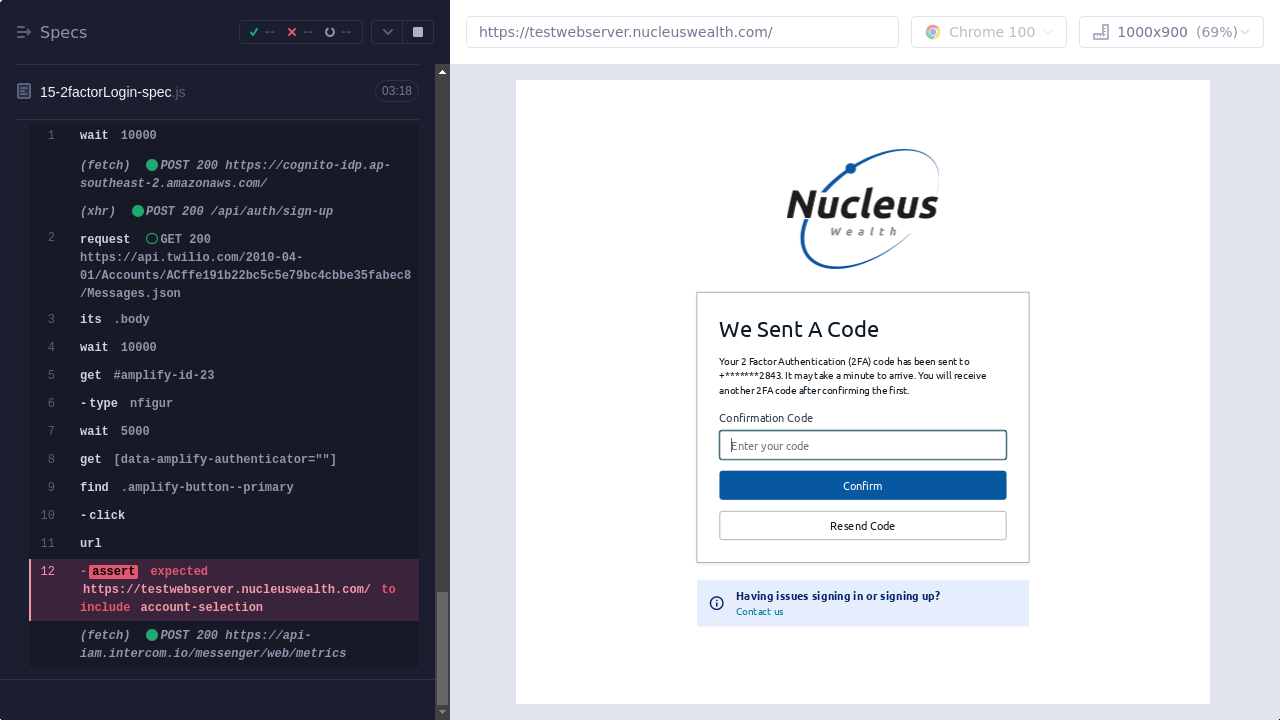 Specs
--
--
--
https://testwebserver.nucleuswealth.com/
Chrome 100
1000x900 (69%)
15-2factorLogin-spec.js
03:18
1 wait 10000
(fetch) POST 200 https://cognito-idp.ap-
southeast-2.amazonaws.com/
(xhr) POST 200 /api/auth/sign-up
2 request GET 200
https://api.twilio.com/2010-04-
01/Accounts/ACffe191b22bc5c5e79bc4cbbe35fabec8
/Messages.json
3 its .body
4 wait 10000
5 get #amplify-id-23
6 -type nfigur
7 wait 5000
8 get [data-amplify-authenticator=""]
9 find .amplify-button--primary
10 -click
11 url
12 -assert expected
https://testwebserver.nucleuswealth.com/ to
include account-selection
(fetch) POST 200 https://api-
iam.intercom.io/messenger/web/metrics
Nucleus
Wealth
We Sent A Code
Your 2 Factor Authentication (2FA) code has been sent to
+*******2843. It may take a minute to arrive. You will receive
another 2FA code after confirming the first.
Confirmation Code
Enter your code
Confirm
Resend Code
Having issues signing in or signing up?
Contact us